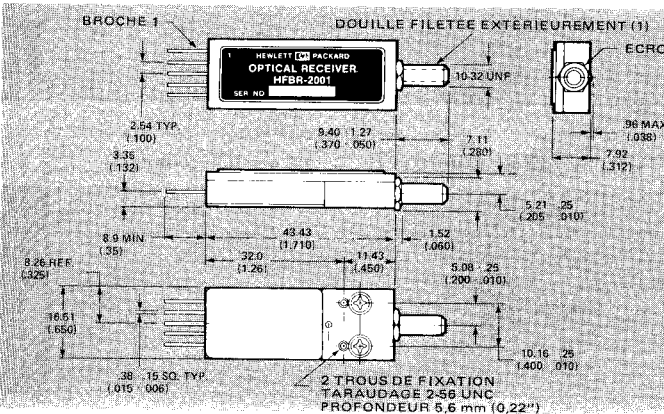 BROCHE 1
DOUILLE FILETEE EXTERIEUREMENT (1)
ECRO
1 HEWLETT hp PACKARD
OPTICAL RECEIVER
HFBR-2001
SER NO
10-32 UNF
2.54 TYP.
(.100)
9.40 1.27
(.370 .050)
7.11
(.280)
.96 MAX
(.038)
7.92
(.312)
3.35
(.132)
5.21 .25
(.205 .010)
8.9 MIN
(.35)
43.43
(1.710)
1.52
(.060)
32.0
(1.26)
11.43
(.450)
8.26 REF.
(.325)
5.08 .25
(.200 .010)
16.51
(.650)
.38 .15 SQ. TYP.
(.015 .006)
10.16 .25
(.400 .010)
2 TROUS DE FIXATION
TARAUDAGE 2-56 UNC
PROFONDEUR 5,6 mm (0,22")